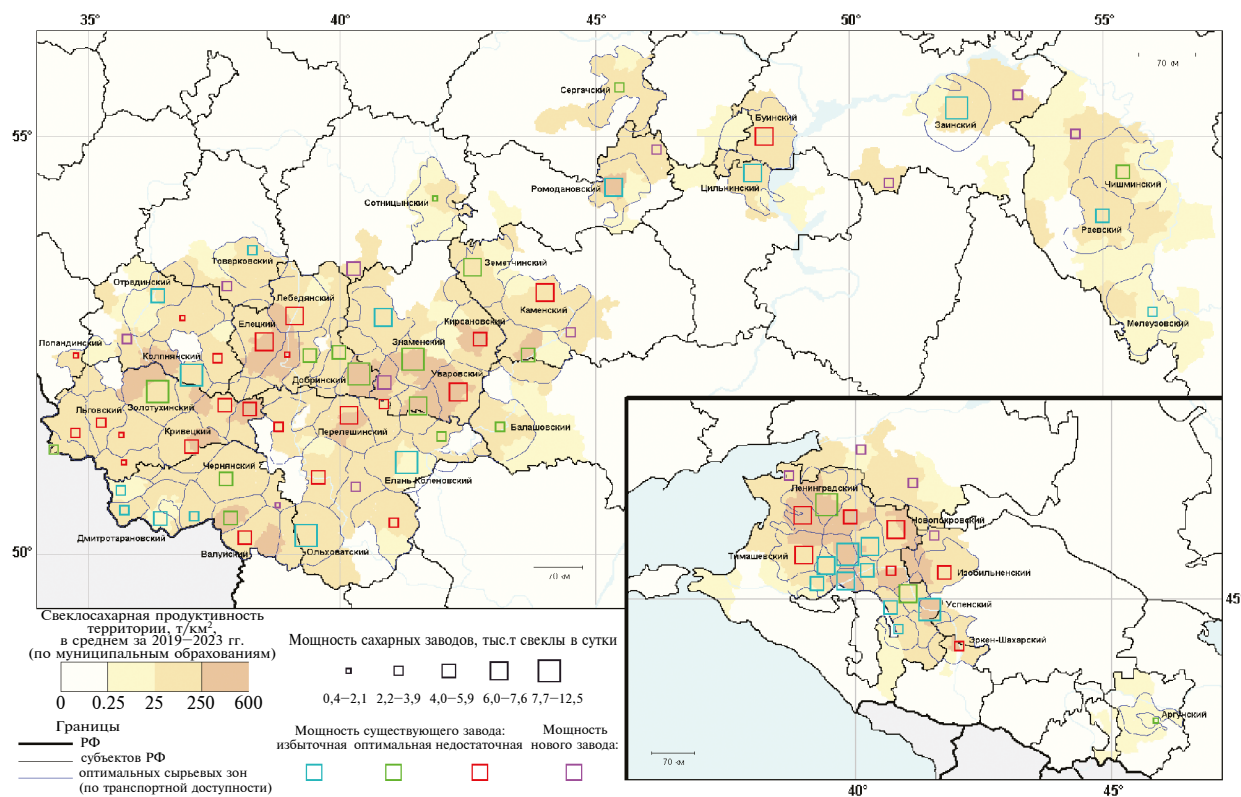 35°
40°
45°
50°
55°
70 км
Сергачский
Буинский
Заинский
55°
Ромодановский
Цильнинский
Чишминский
Сотницынский
Раевский
Товарковский
Земетчинский
Отрадинский
Лебедянский
Каменский
Мелеузовский
Елецкий
Кирсановский
Попандинский
Колпнянский
Знаменский
Добринский
Уваровский
Золотухинский
Льговский
Кривецкий
Перелешинский
Балашовский
Чернянский
Елань-Коленовский
Ленинградский
Новопокровский
Дмитротарановский
Валуйский
Ольховатский
50°
Тимашевский
Изобильненский
70 км
45°
Успенский
Эркен-Шахарский
Аргунский
70 км
40°
45°
Свеклосахарная продуктивность
территории, т/км²,
в среднем за 2019–2023 гг.
(по муниципальным обрахованиям)
0 0.25 25 250 600
Границы
РФ
субъектов РФ
оптимальных сырьевых зон
(по транспортной доступности)
Мощность сахарных заводов, тыс.т свеклы в сутки
0,4–2,1 2,2–3,9 4,0–5,9 6,0–7,6 7,7–12,5
Мощность существующего завода:
избыточная оптимальная недостаточная
Мощность
нового завода: